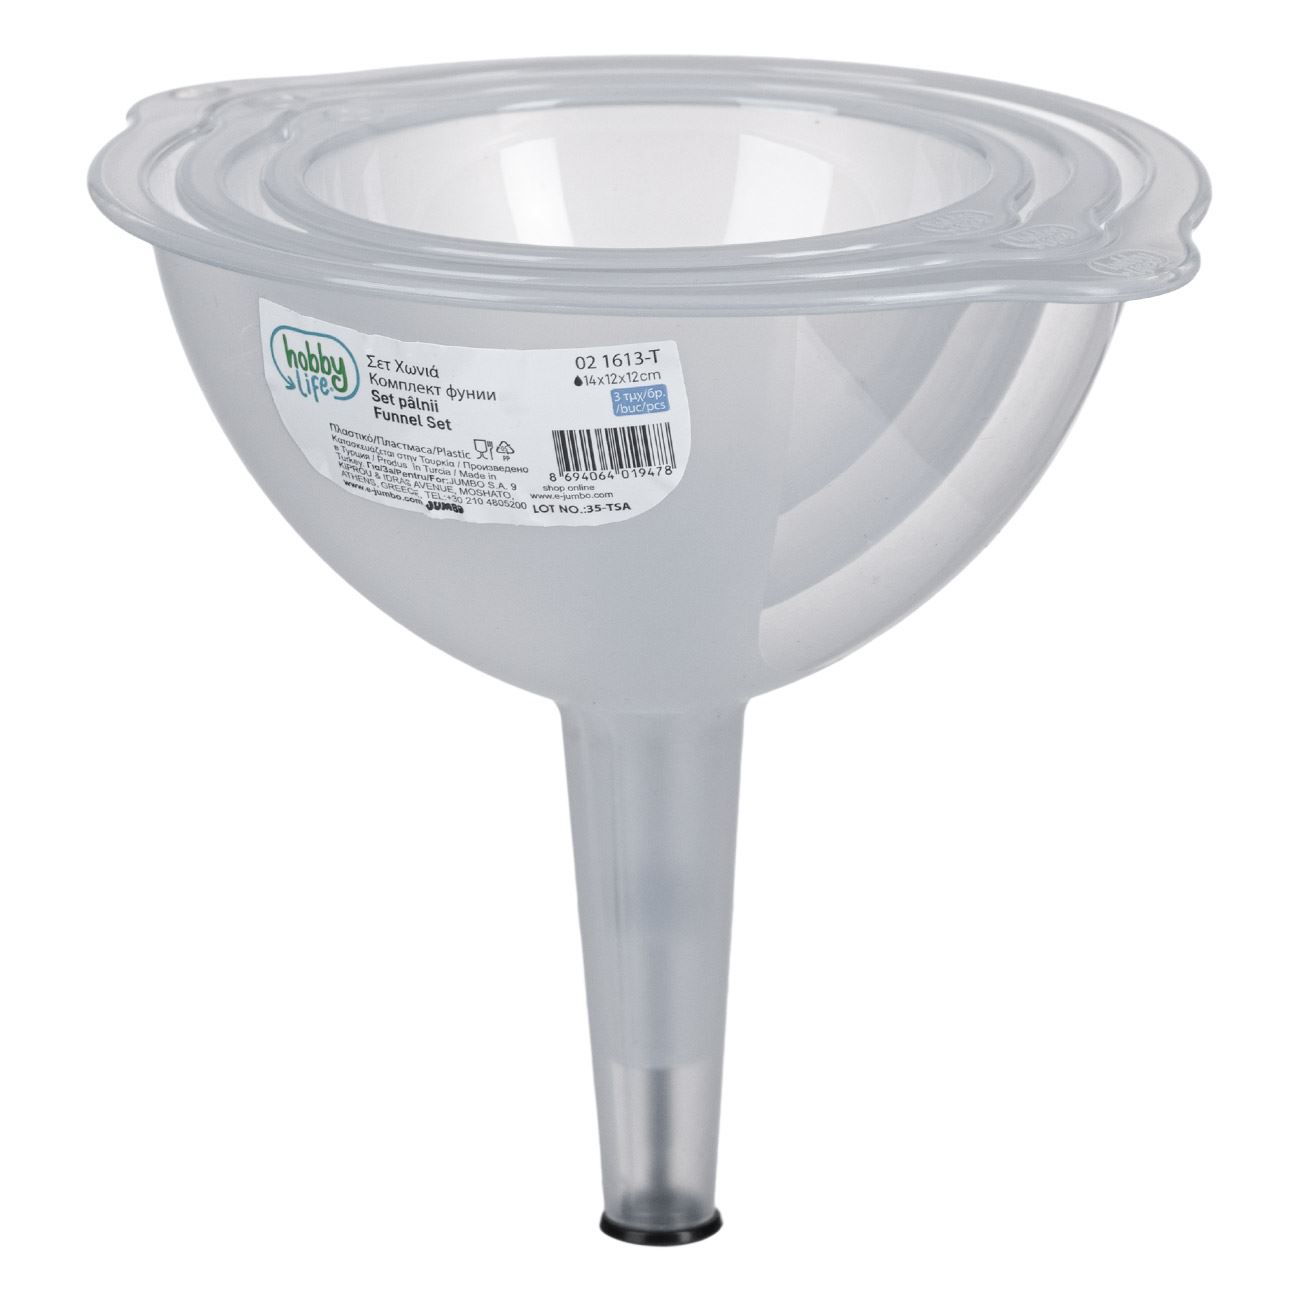 hobby
Life
Σετ Χωνιά
Комплект фунии
Set pâlnii
Funnel Set
02 1613-T
14x12x12cm
3 τμχ/бр.
/buc/pcs
Πλαστικό/Пластмаса/Plastic
PP
Κατασκευάζεται στην Τουρκία / Произведено
в Турция / Produs în Turcia / Made in
Turkey. Για/За/Pentru/For:JUMBO S.A. 9
KIPROU & IDRAS AVENUE, MOSHATO,
ATHENS, GREECE, TEL:+30 210 4805200
www.e-jumbo.com JUMBO
8 694064 019478
shop online
www.e-jumbo.com
LOT NO.:35-TSA
hobby